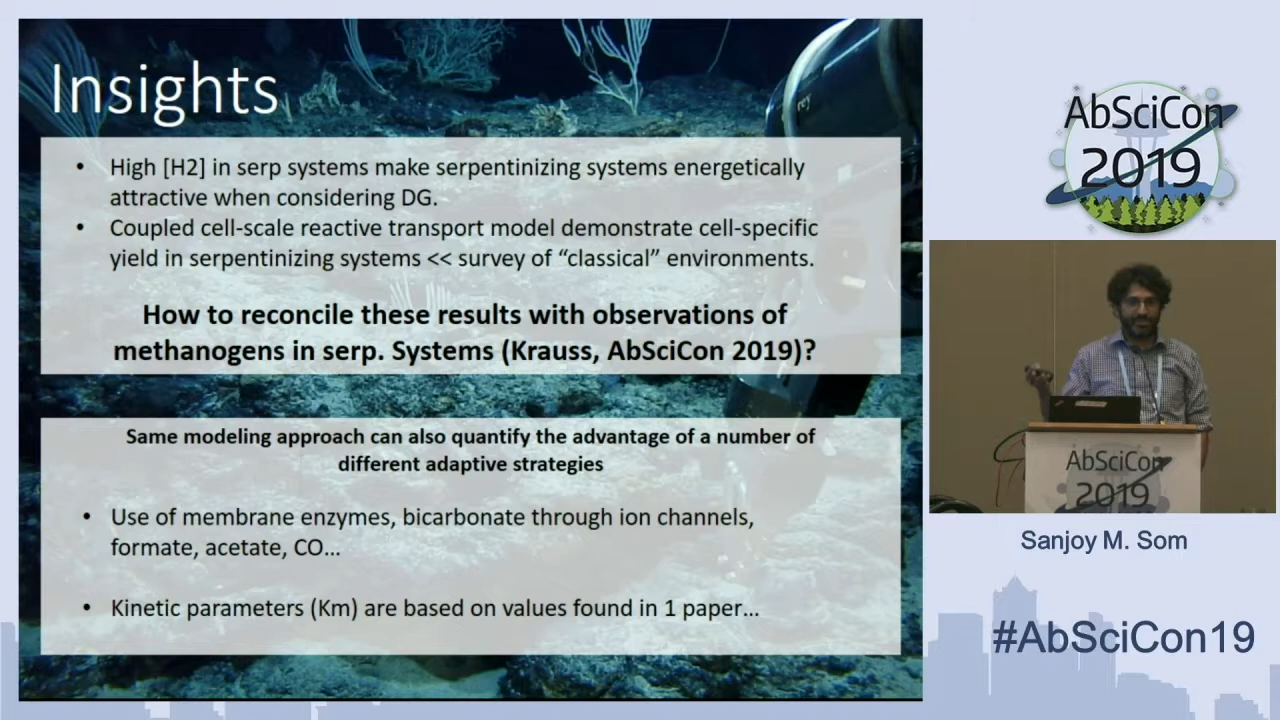 Insights
• High [H2] in serp systems make serpentinizing systems energetically
attractive when considering DG.
• Coupled cell-scale reactive transport model demonstrate cell-specific
yield in serpentinizing systems << survey of “classical” environments.
How to reconcile these results with observations of
methanogens in serp. Systems (Krauss, AbSciCon 2019)?
Same modeling approach can also quantify the advantage of a number of
different adaptive strategies
• Use of membrane enzymes, bicarbonate through ion channels,
formate, acetate, CO...
• Kinetic parameters (Km) are based on values found in 1 paper...
AbSciCon
2019
AbSciCon
2019
Sanjoy M. Som
#AbSciCon19